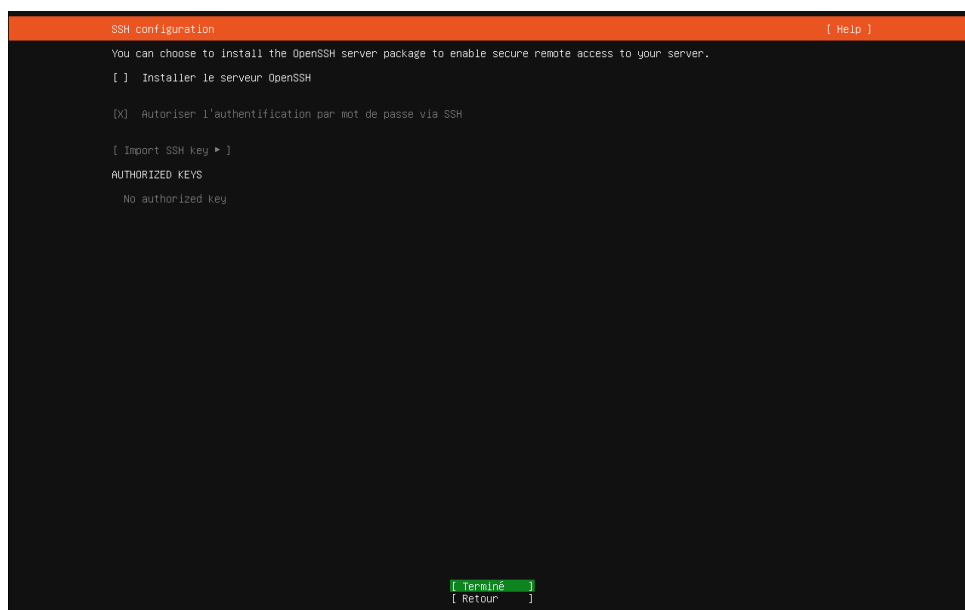 SSH configuration [ Help ]
You can choose to install the OpenSSH server package to enable secure remote access to your server.
[ ] Installer le serveur OpenSSH
[X] Autoriser l'authentification par mot de passe via SSH
[ Import SSH key ► ]
AUTHORIZED KEYS
No authorized key
[ Terminé ]
[ Retour ]